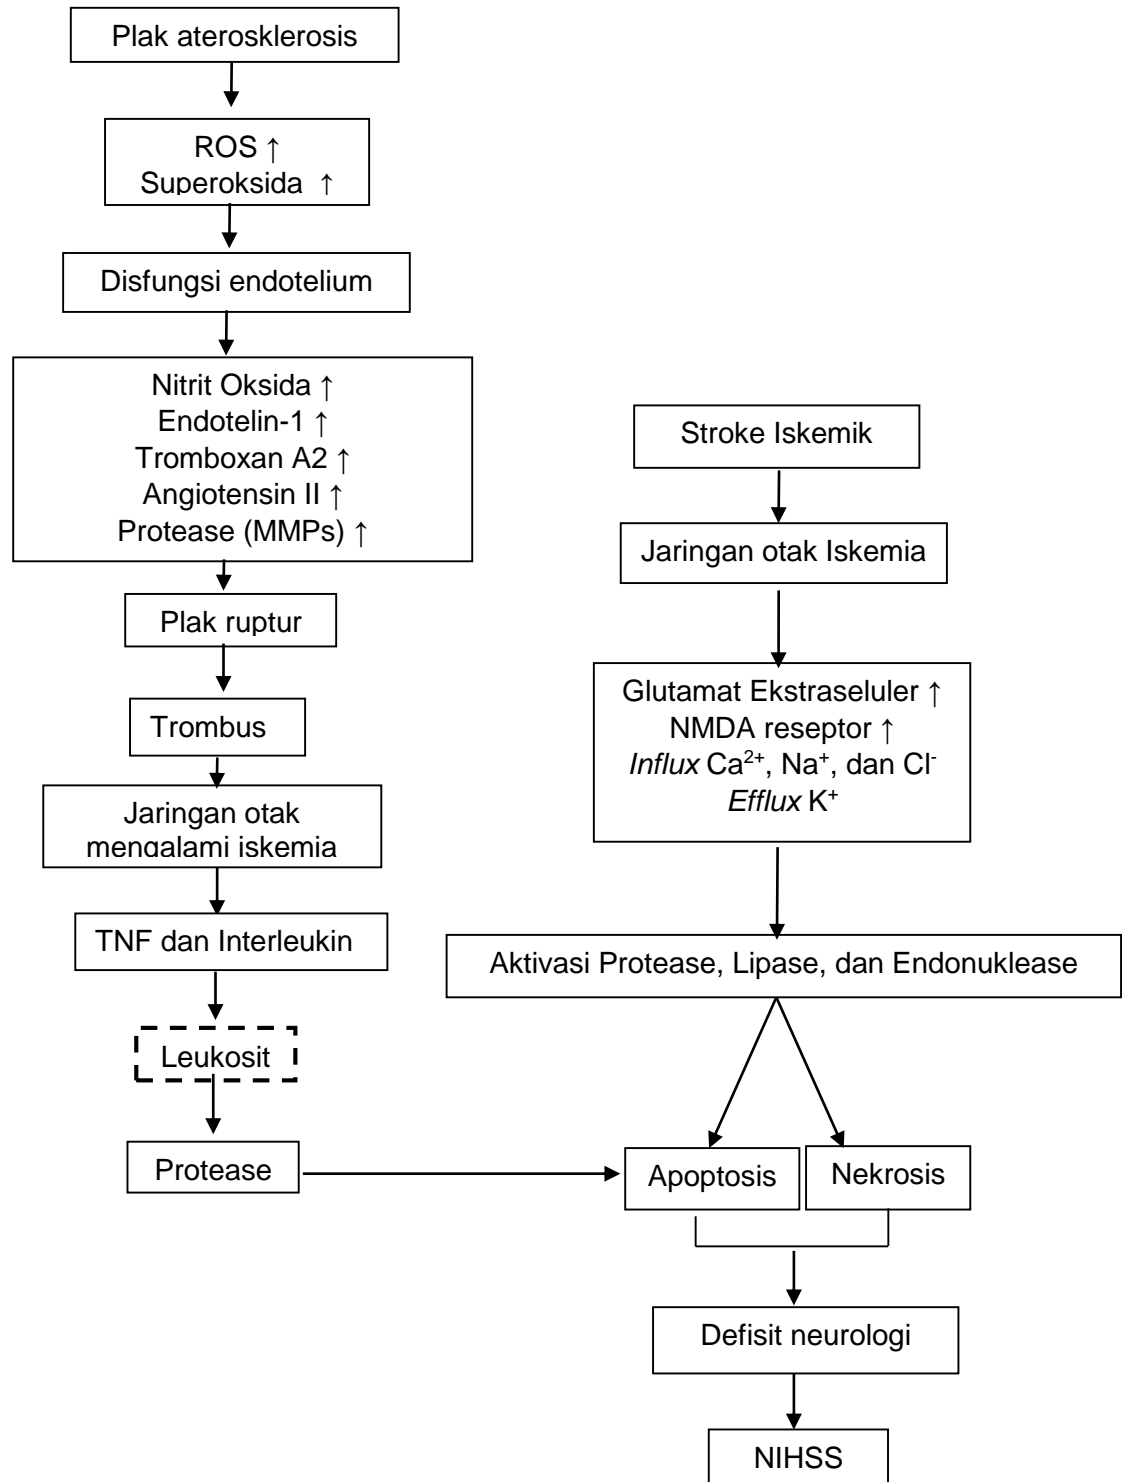 Plak aterosklerosis
ROS ↑
Superoksida ↑
Disfungsi endotelium
Nitrit Oksida ↑
Endotelin-1 ↑
Tromboxan A2 ↑
Angiotensin II ↑
Protease (MMPs) ↑
Plak ruptur
Trombus
Jaringan otak
mengalami iskemia
TNF dan Interleukin
Leukosit
Protease
Stroke Iskemik
Jaringan otak Iskemia
Glutamat Ekstraseluler ↑
NMDA reseptor ↑
Influx Ca²⁺, Na⁺, dan Cl⁻
Efflux K⁺
Aktivasi Protease, Lipase, dan Endonuklease
Apoptosis
Nekrosis
Defisit neurologi
NIHSS